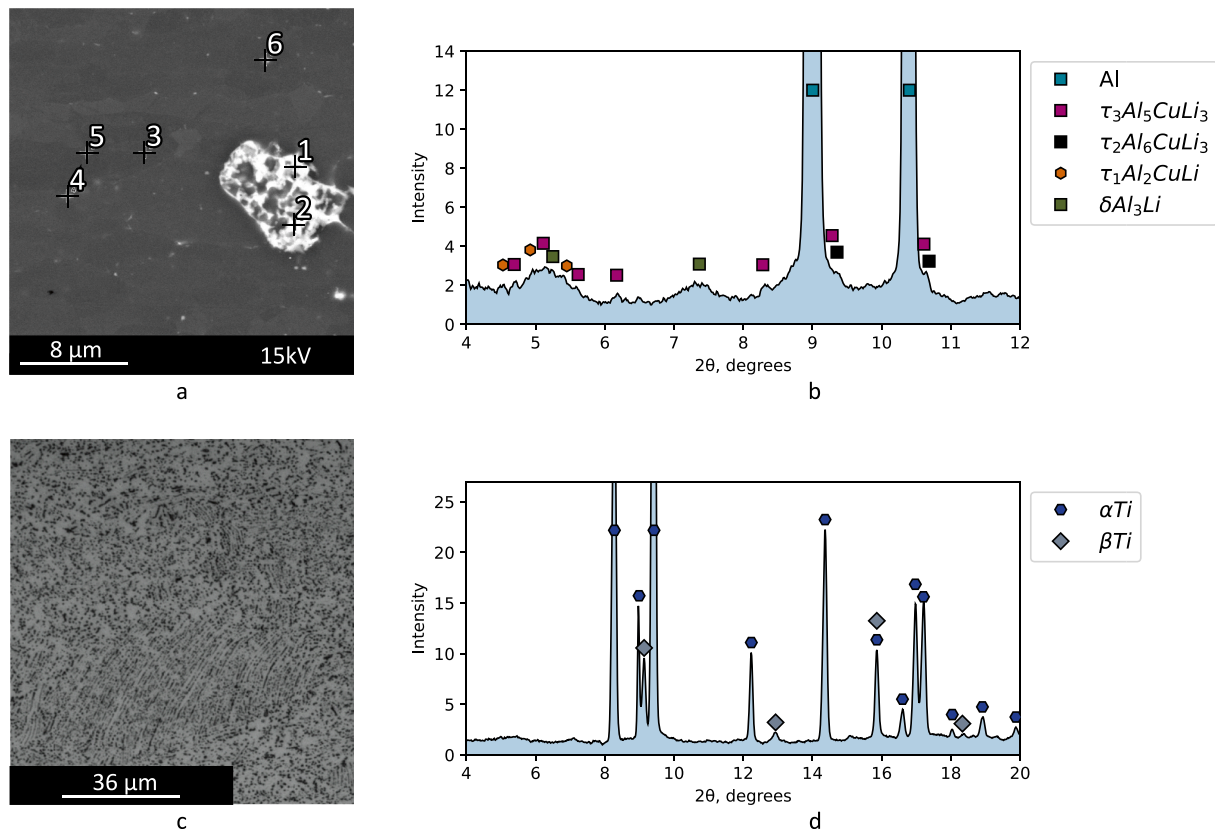 6
5
3
1
4
2
8 µm
15kV
a
14
12
10
8
6
4
2
0
Intensity
4 5 6 7 8 9 10 11 12
2θ, degrees
Al
τ₃Al₅CuLi₃
τ₂Al₆CuLi₃
τ₁Al₂CuLi
δAl₃Li
b
36 µm
c
25
20
15
10
5
0
Intensity
4 6 8 10 12 14 16 18 20
2θ, degrees
αTi
βTi
d